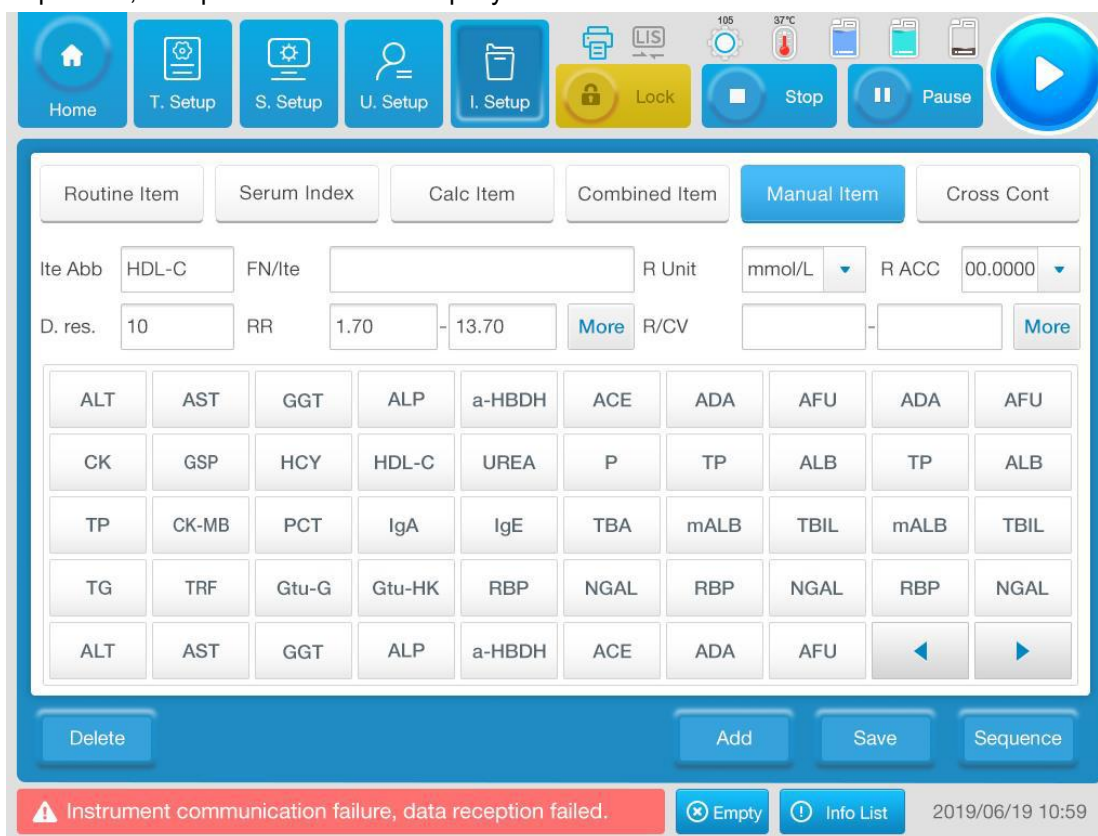 105 37°C
LIS
Home T. Setup S. Setup U. Setup I. Setup Lock Stop Pause
Routine Item Serum Index Calc Item Combined Item Manual Item Cross Cont
Ite Abb HDL-C FN/Ite R Unit mmol/L R ACC 00.0000
D. res. 10 RR 1.70 - 13.70 More R/CV - More
ALT AST GGT ALP a-HBDH ACE ADA AFU ADA AFU
CK GSP HCY HDL-C UREA P TP ALB TP ALB
TP CK-MB PCT IgA IgE TBA mALB TBIL mALB TBIL
TG TRF Gtu-G Gtu-HK RBP NGAL RBP NGAL RBP NGAL
ALT AST GGT ALP a-HBDH ACE ADA AFU
Delete Add Save Sequence
Instrument communication failure, data reception failed. Empty Info List 2019/06/19 10:59